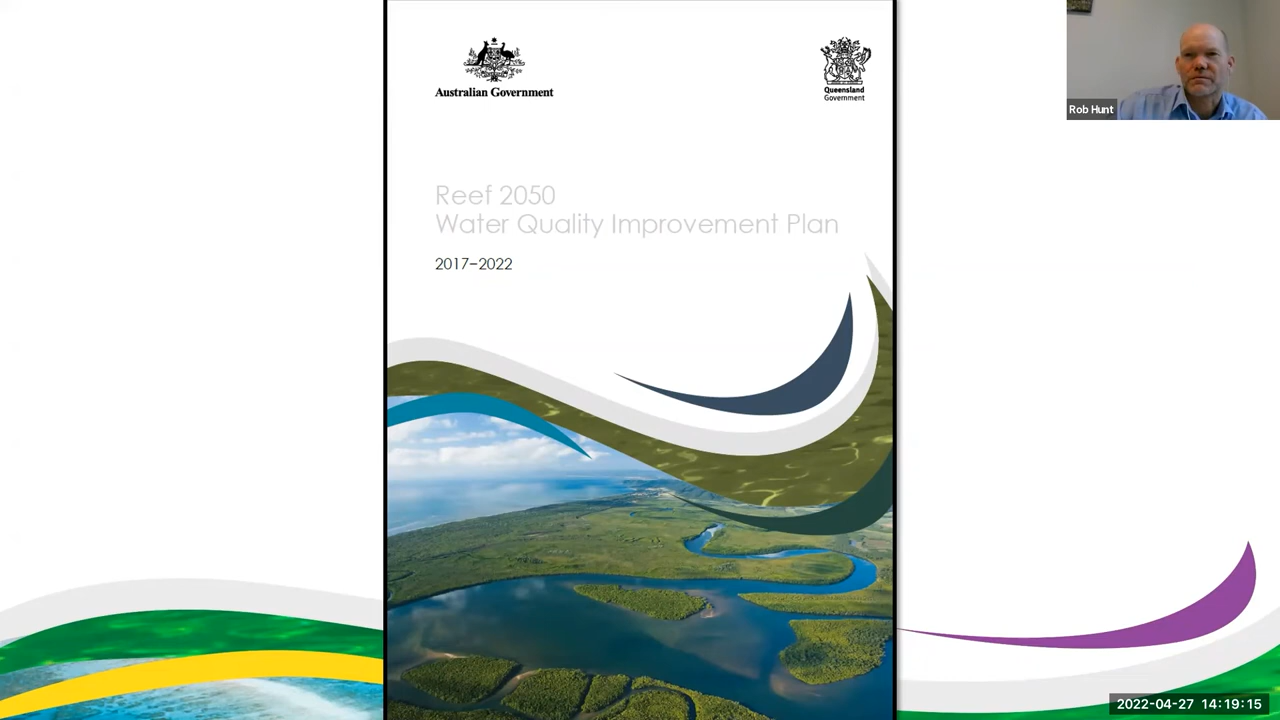 Australian Government
Queensland
Government
Reef 2050
Water Quality Improvement Plan
2017–2022
Rob Hunt
2022-04-27 14:19:15